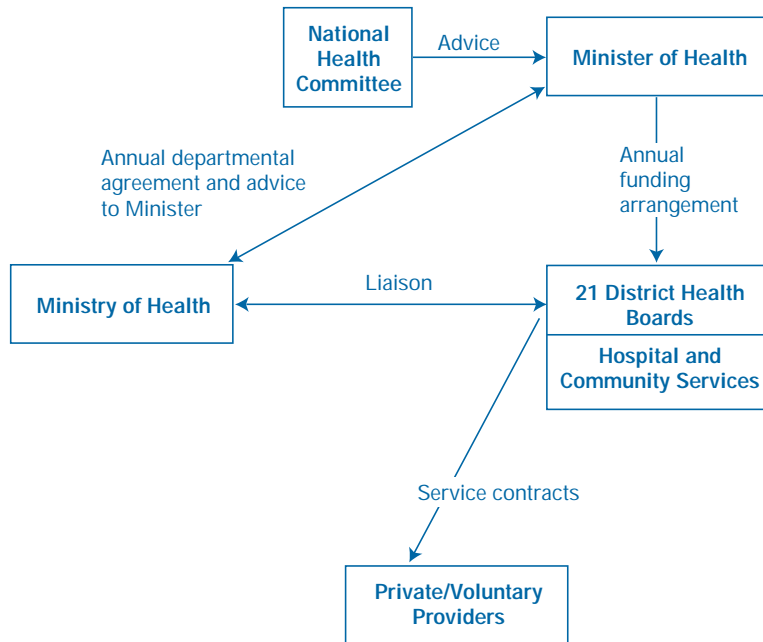 National
Health
Committee
Advice
Minister of Health
Annual departmental
agreement and advice
to Minister
Annual
funding
arrangement
Ministry of Health
Liaison
21 District Health
Boards
Hospital and
Community Services
Service contracts
Private/Voluntary
Providers